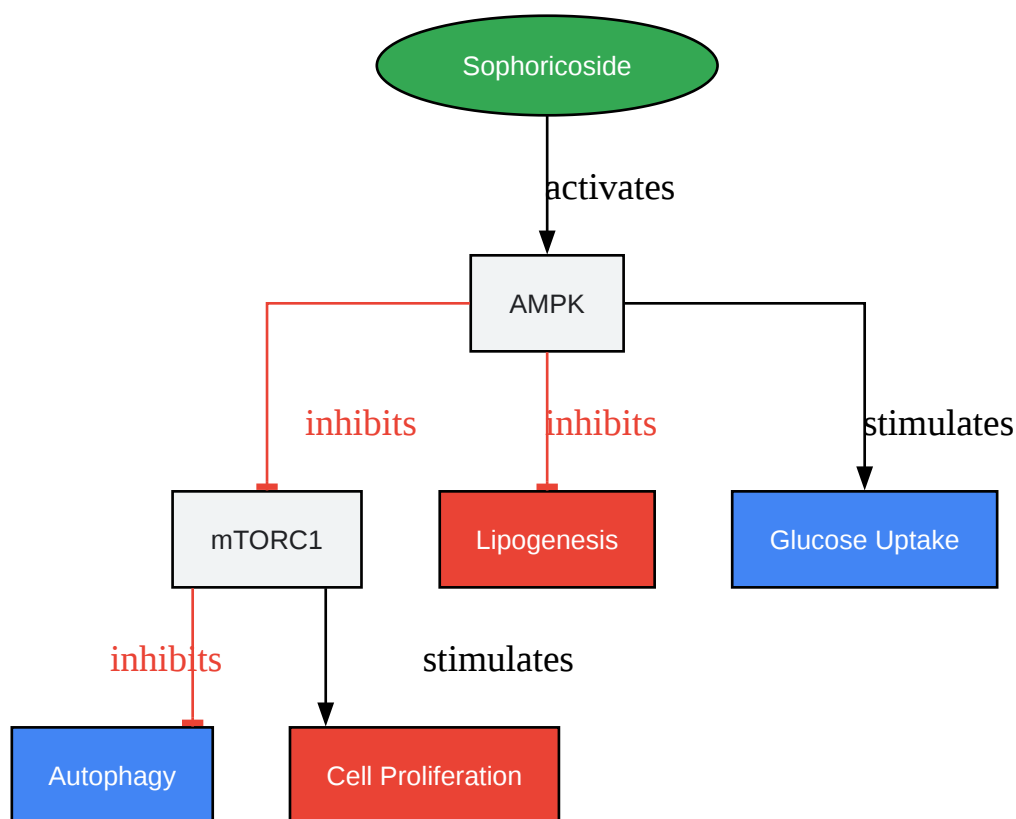 Sophoricoside
activates
AMPK
inhibits
inhibits
stimulates
mTORC1
Lipogenesis
Glucose Uptake
inhibits
stimulates
Autophagy
Cell Proliferation